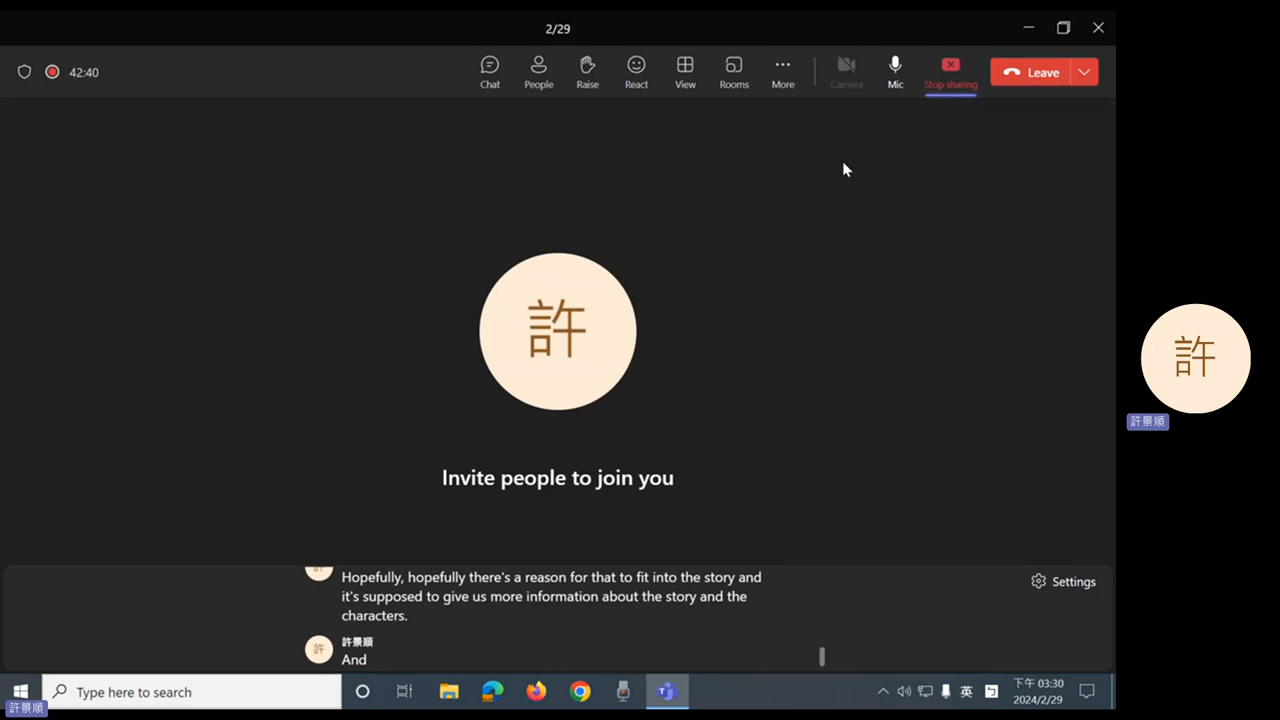 2/29
42:40
Chat
People
Raise
React
View
Rooms
More
Camera
Mic
Stop sharing
Leave
許
許
許景順
Invite people to join you
許
Hopefully, hopefully there's a reason for that to fit into the story and
it's supposed to give us more information about the story and the
characters.
Settings
許景順
許
And
Type here to search
英
下午 03:30
2024/2/29
許景順